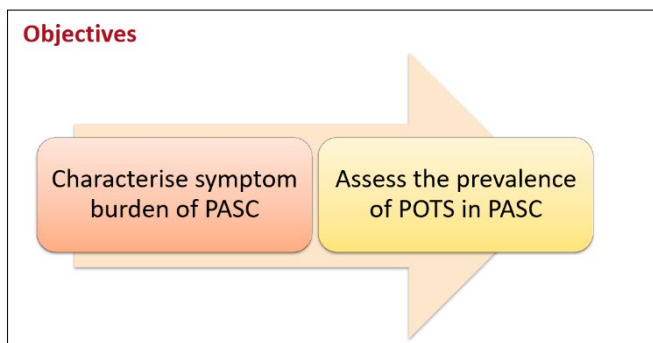 Objectives
Characterise symptom
burden of PASC
Assess the prevalence
of POTS in PASC